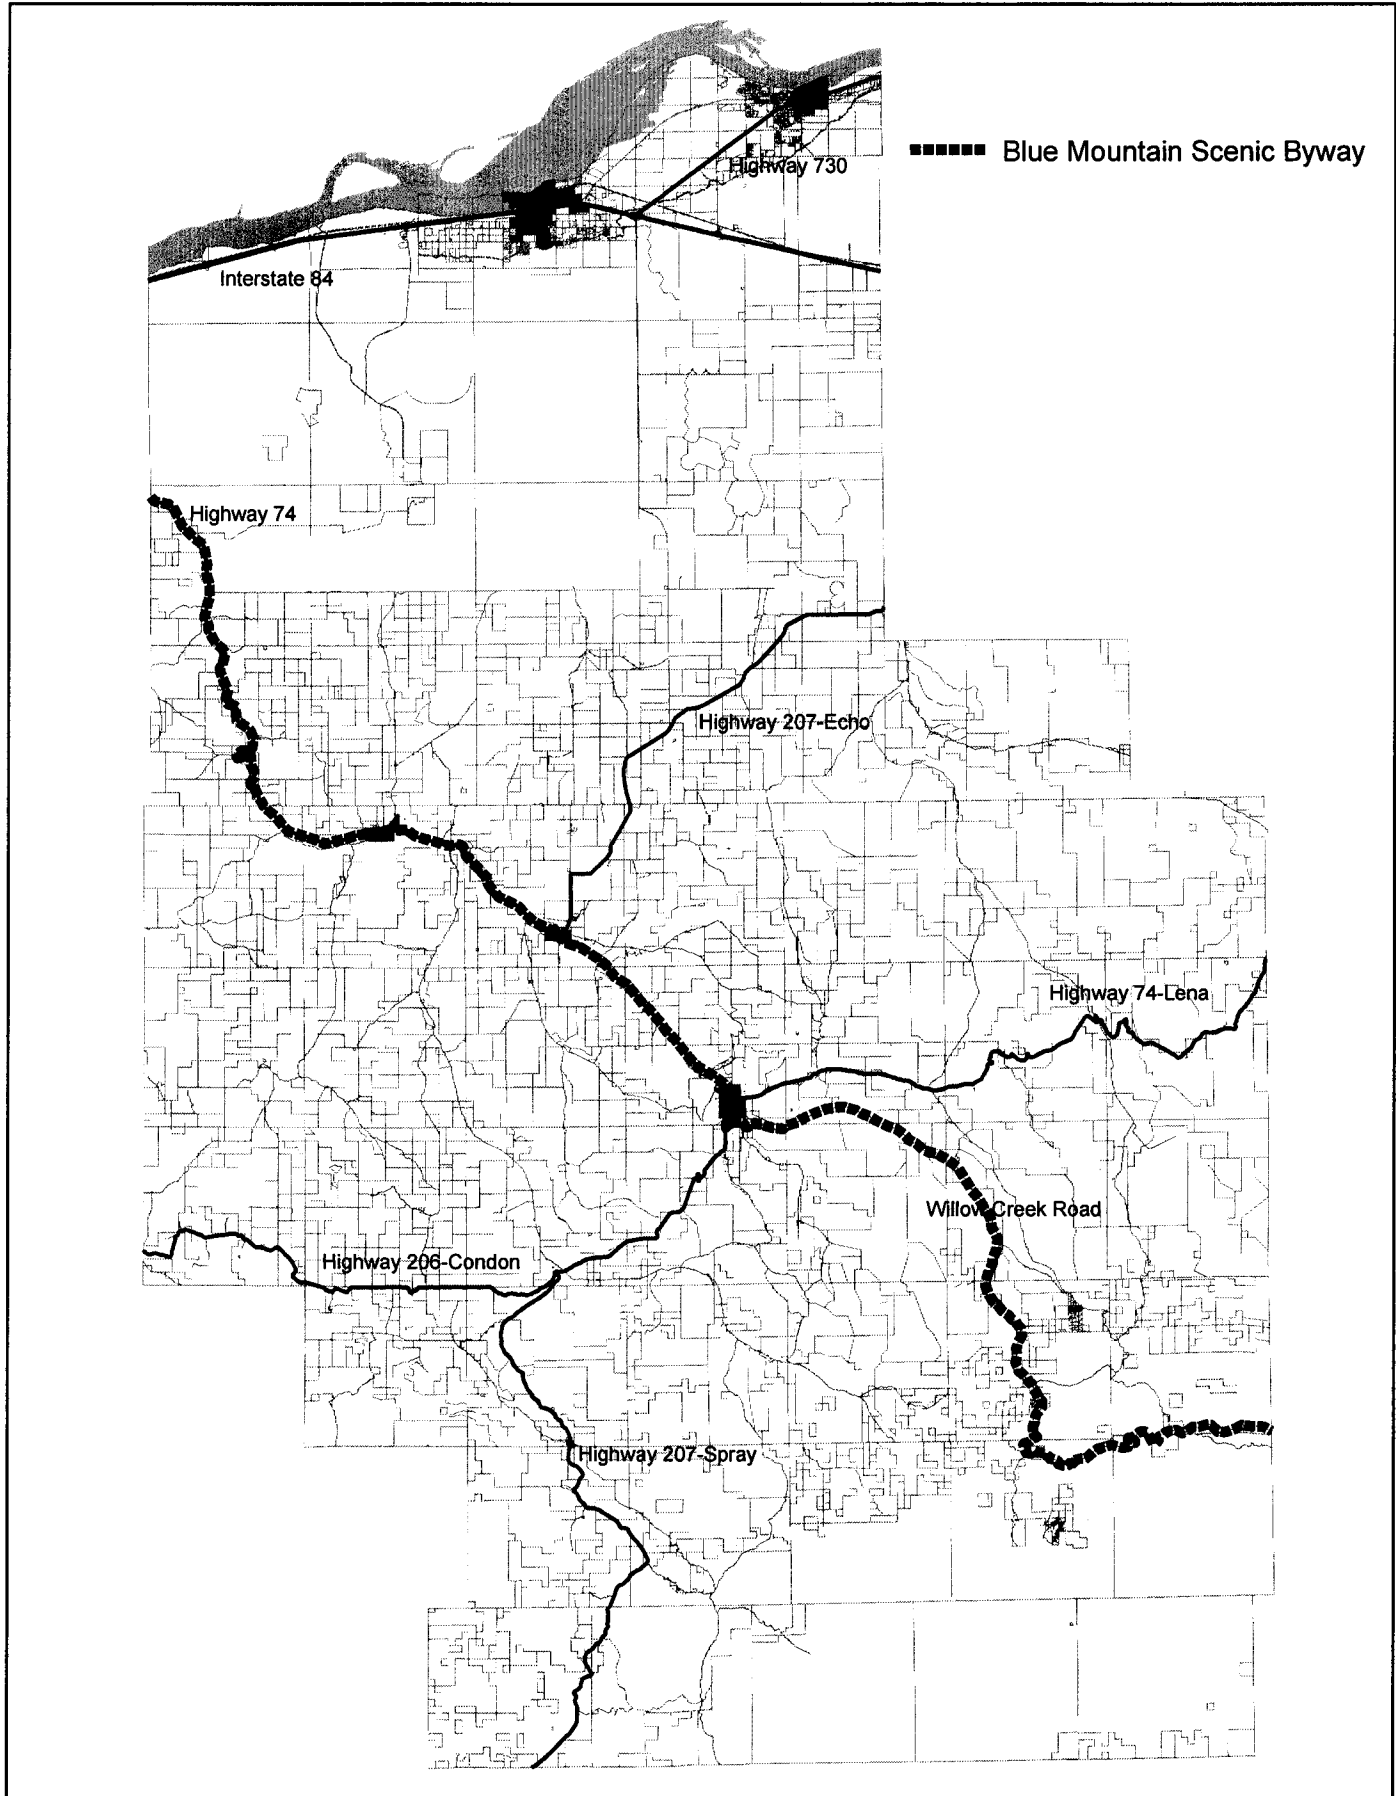 Blue Mountain Scenic Byway
Highway 730
Interstate 84
Highway 74
Highway 207-Echo
Highway 74-Lena
Willow Creek Road
Highway 206-Condon
Highway 207-Spray